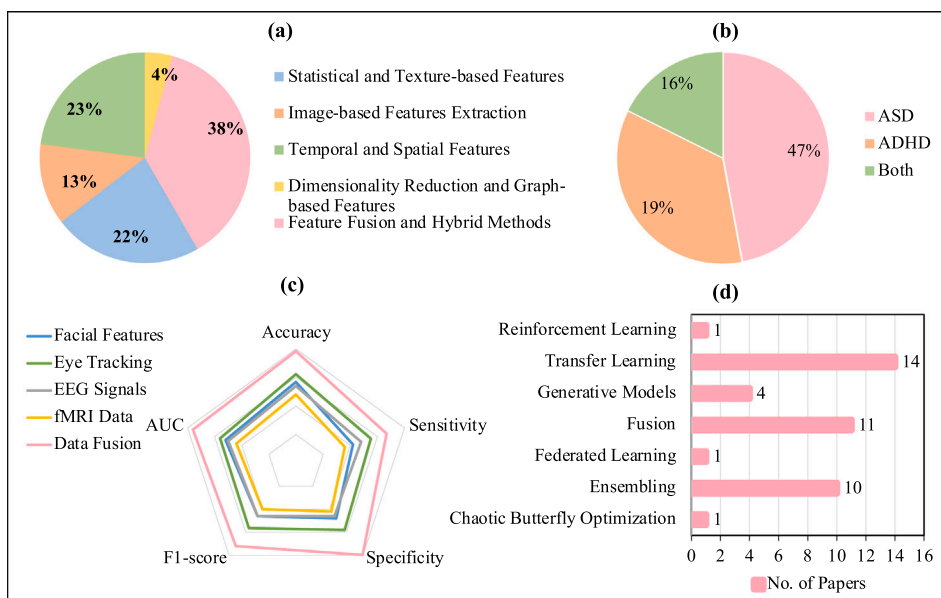 (a)
4%
38%
22%
13%
23%
Statistical and Texture-based Features
Image-based Features Extraction
Temporal and Spatial Features
Dimensionality Reduction and Graph-
based Features
Feature Fusion and Hybrid Methods
(b)
16%
47%
19%
ASD
ADHD
Both
(c)
Facial Features
Eye Tracking
EEG Signals
fMRI Data
Data Fusion
Accuracy
Sensitivity
Specificity
F1-score
AUC
(d)
Reinforcement Learning
1
Transfer Learning
14
Generative Models
4
Fusion
11
Federated Learning
1
Ensembling
10
Chaotic Butterfly Optimization
1
0 2 4 6 8 10 12 14 16
No. of Papers